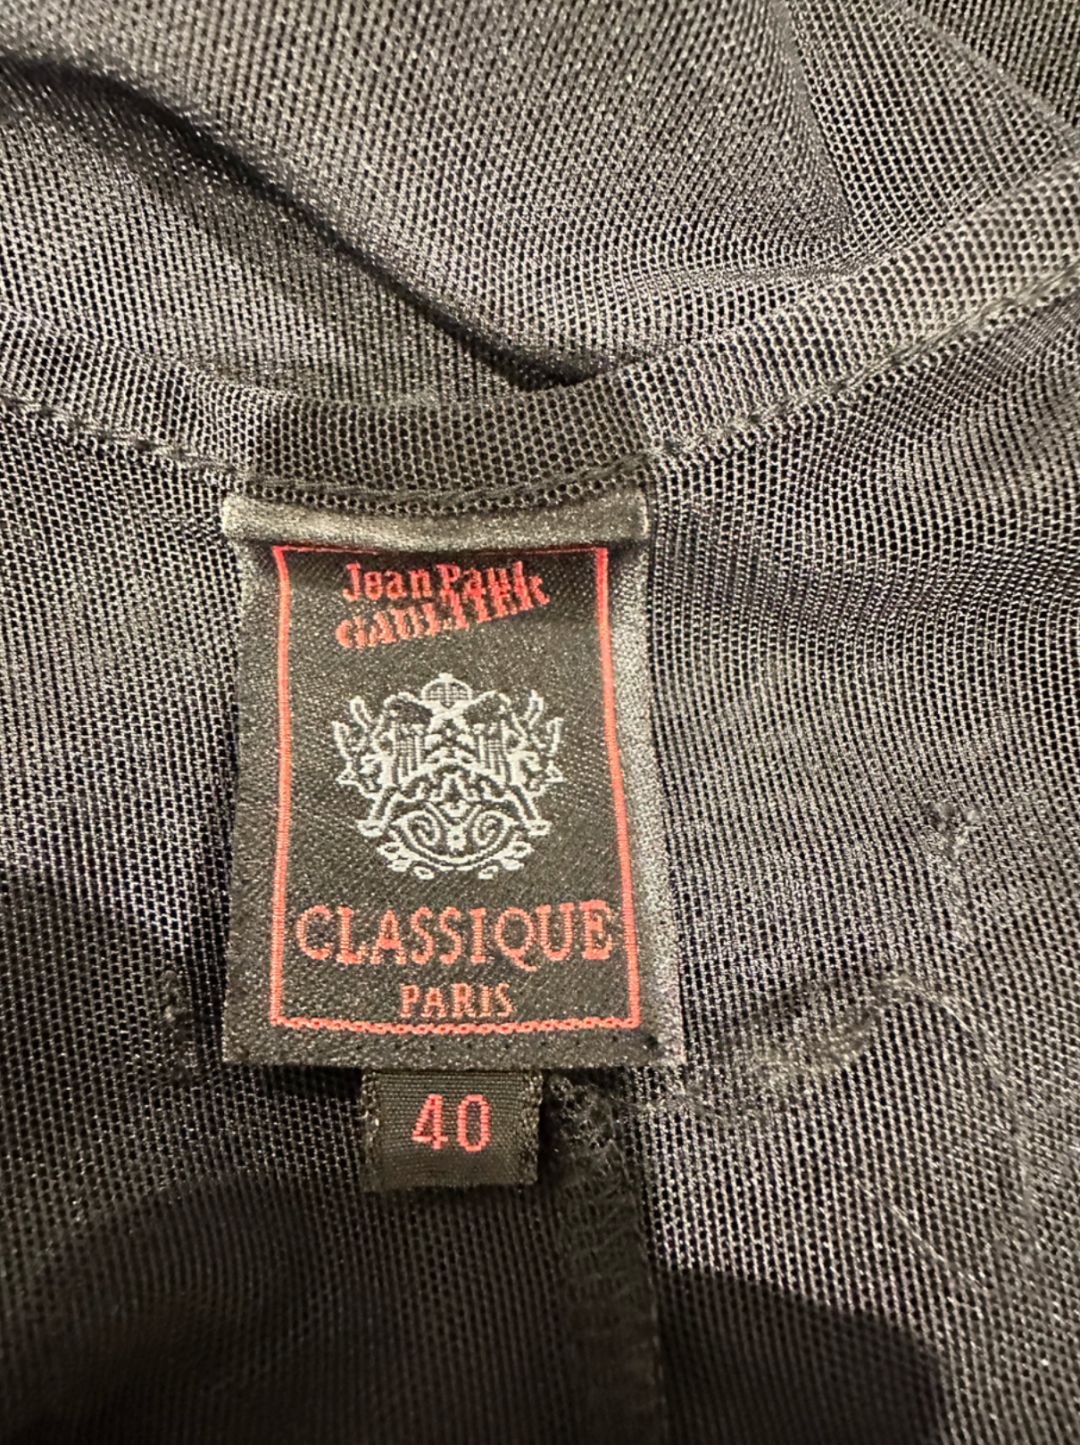 Jean Paul
GAULTIER
CLASSIQUE
PARIS
40